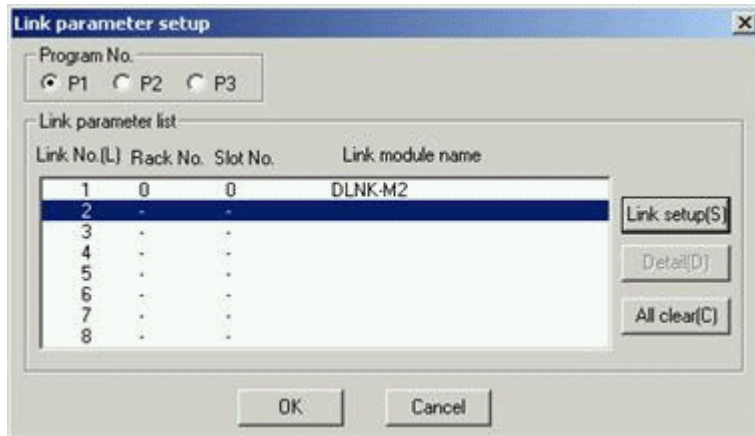 Link parameter setup
Program No.
P1 P2 P3
Link parameter list
Link No.(L) Rack No. Slot No. Link module name
1 0 0 DLNK-M2
2 - -
3 - -
4 - -
5 - -
6 - -
7 - -
8 - -
Link setup(S)
Detail(D)
All clear(C)
OK Cancel